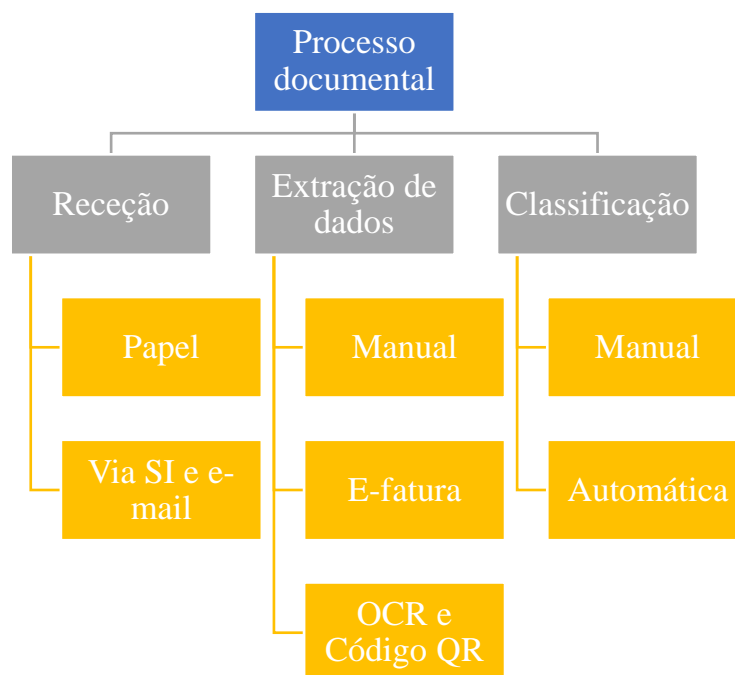 Processo
documental
Receção
Extração de
dados
Classificação
Papel
Manual
Manual
Via SI e e-
mail
E-fatura
Automática
OCR e
Código QR